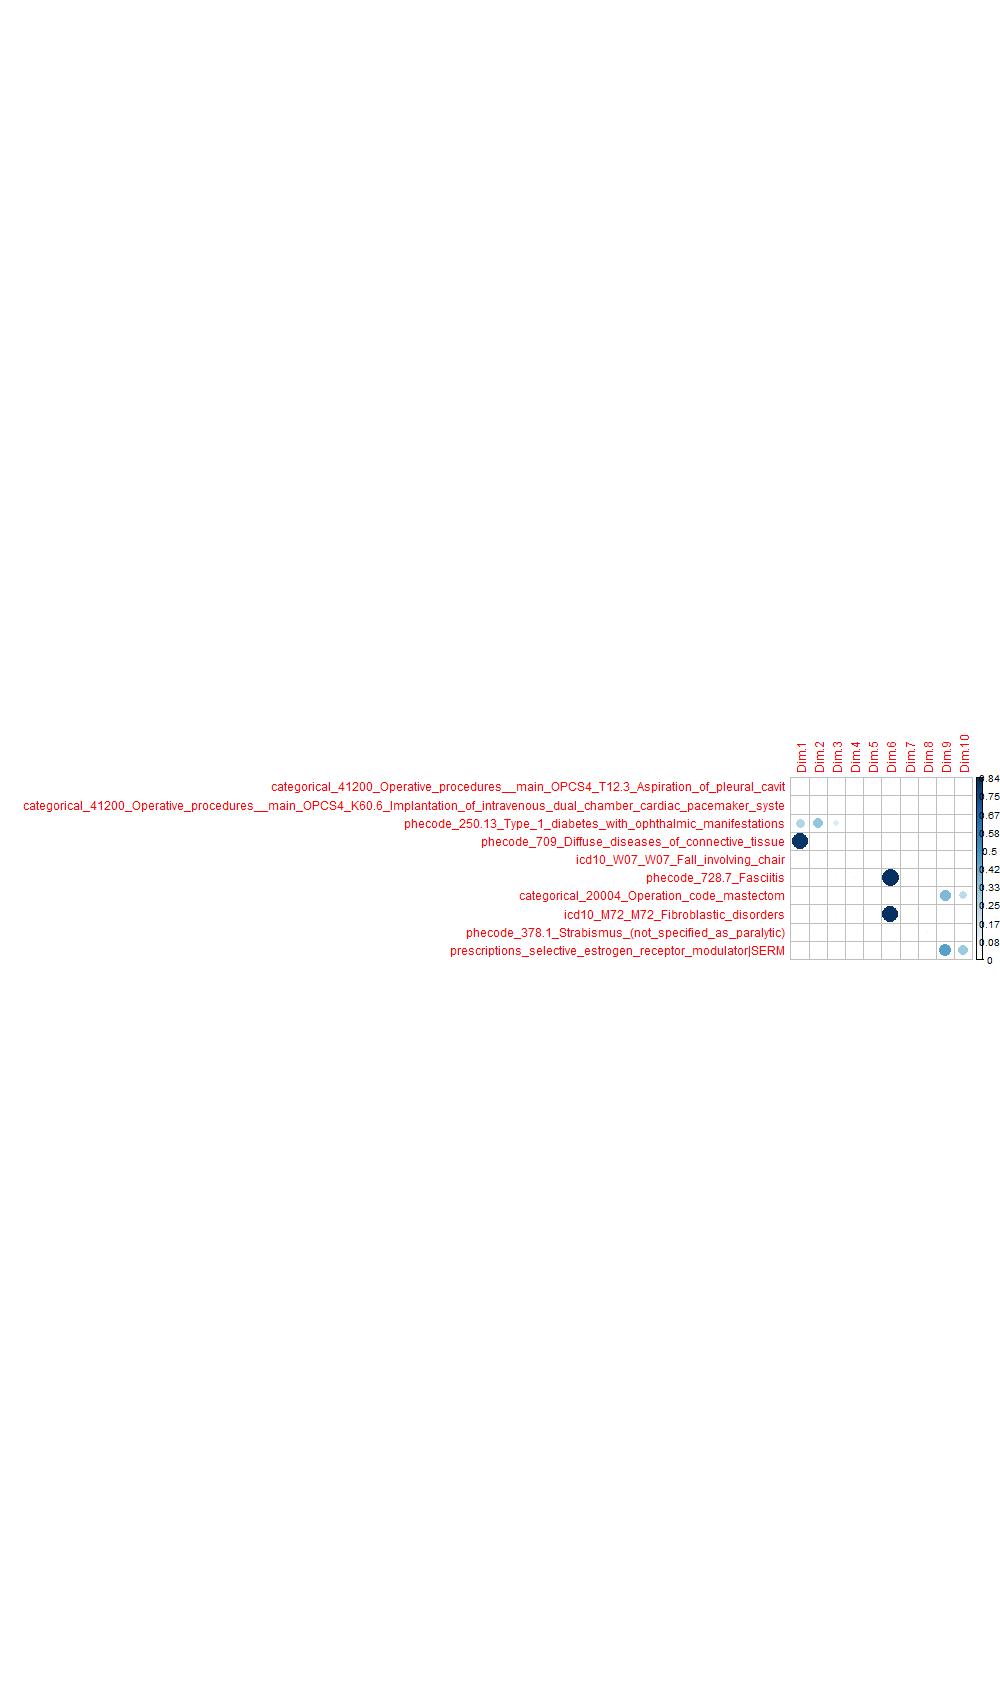 Dim.1 Dim.2 Dim.3 Dim.4 Dim.5 Dim.6 Dim.7 Dim.8 Dim.9 Dim.10
categorical_41200_Operative_procedures__main_OPCS4_T12.3_Aspiration_of_pleural_cavit
categorical_41200_Operative_procedures__main_OPCS4_K60.6_Implantation_of_intravenous_dual_chamber_cardiac_pacemaker_syste
phecode_250.13_Type_1_diabetes_with_ophthalmic_manifestations
phecode_709_Diffuse_diseases_of_connective_tissue
icd10_W07_W07_Fall_involving_chair
phecode_728.7_Fasciitis
categorical_20004_Operation_code_mastectom
icd10_M72_M72_Fibroblastic_disorders
phecode_378.1_Strabismus_(not_specified_as_paralytic)
prescriptions_selective_estrogen_receptor_modulator|SERM
0.84
0.75
0.67
0.58
0.5
0.42
0.33
0.25
0.17
0.08
0